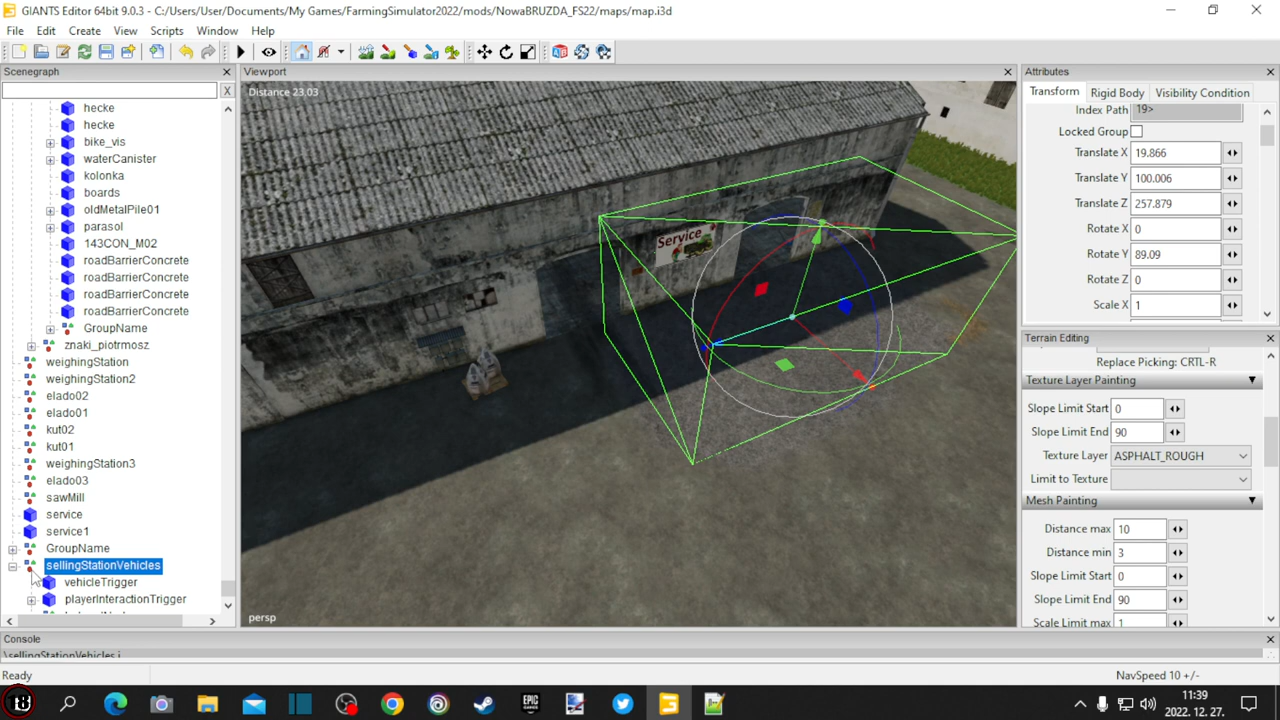 GIANTS Editor 64bit 9.0.3 - C:/Users/User/Documents/My Games/FarmingSimulator2022/mods/NowaBRUZDA_FS22/maps/map.i3d
File Edit Create View Scripts Window Help
Scenegraph
X
hecke
hecke
bike_vis
waterCanister
kolonka
boards
oldMetalPile01
parasol
143CON_M02
roadBarrierConcrete
roadBarrierConcrete
roadBarrierConcrete
roadBarrierConcrete
GroupName
znaki_piotrmosz
weighingStation
weighingStation2
elado02
elado01
kut02
kut01
weighingStation3
elado03
sawMill
service
service1
GroupName
sellingStationVehicles
vehicleTrigger
playerInteractionTrigger
Viewport
Distance 23.03
Service
persp
Attributes
Transform Rigid Body Visibility Condition
Index Path 19>
Locked Group
Translate X 19.866
Translate Y 100.006
Translate Z 257.879
Rotate X 0
Rotate Y 89.09
Rotate Z 0
Scale X 1
Terrain Editing
Replace Picking: CRTL-R
Texture Layer Painting
Slope Limit Start 0
Slope Limit End 90
Texture Layer ASPHALT_ROUGH
Limit to Texture
Mesh Painting
Distance max 10
Distance min 3
Slope Limit Start 0
Slope Limit End 90
Scale Limit max 1
Console
\sellingStationVehicles.i
Ready
NavSpeed 10 +/-
EPIC GAMES
11:39
2022. 12. 27.